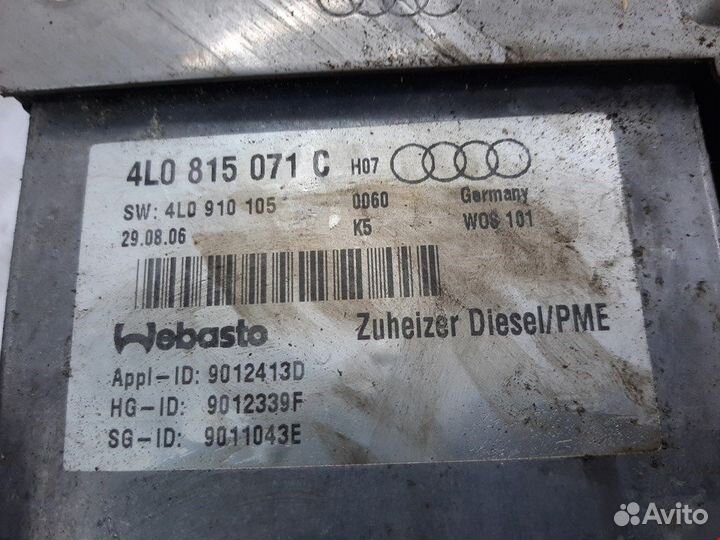 4L0 815 071 C H07
SW: 4L0 910 105 0060 Germany
29.08.06 K5 WOS 101
Webasto Zuheizer Diesel/PME
Appl-ID: 9012413D
HG-ID: 9012339F
SG-ID: 9011043E
Avito